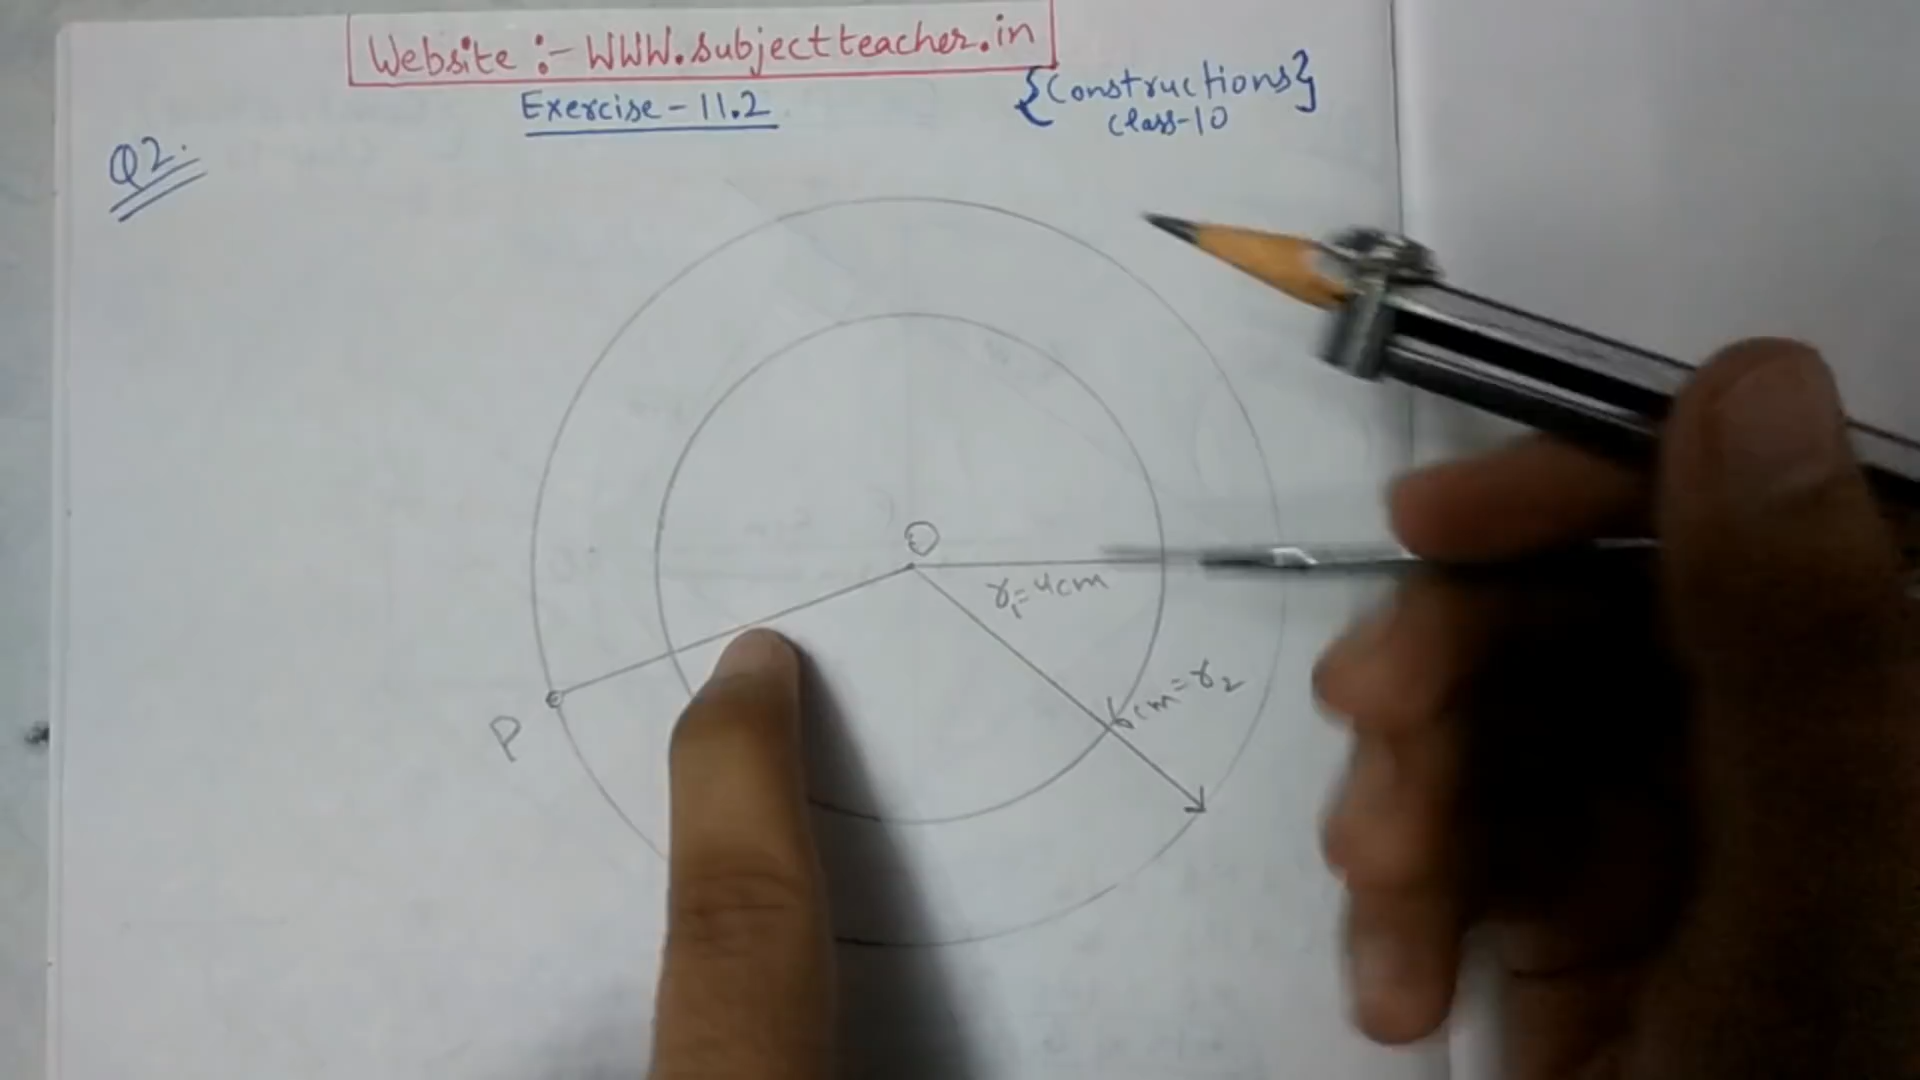 Website :- WWW.subjectteacher.in
Exercise - 11.2
{Constructions}
Class-10
Q2.
O
r₁=4cm
6cm=r₂
P